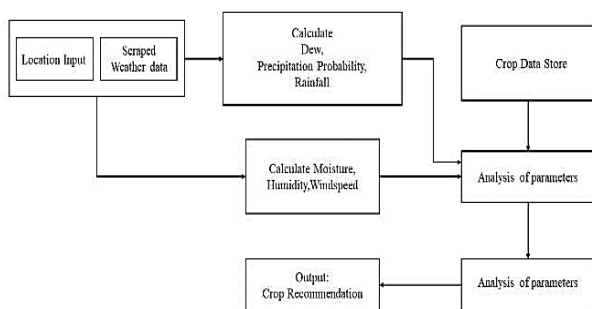 Location Input
Scraped
Weather data
Calculate
Dew,
Precipitation Probability,
Rainfall
Crop Data Store
Calculate Moisture,
Humidity,Windspeed
Analysis of parameters
Output:
Crop Recommendation
Analysis of parameters